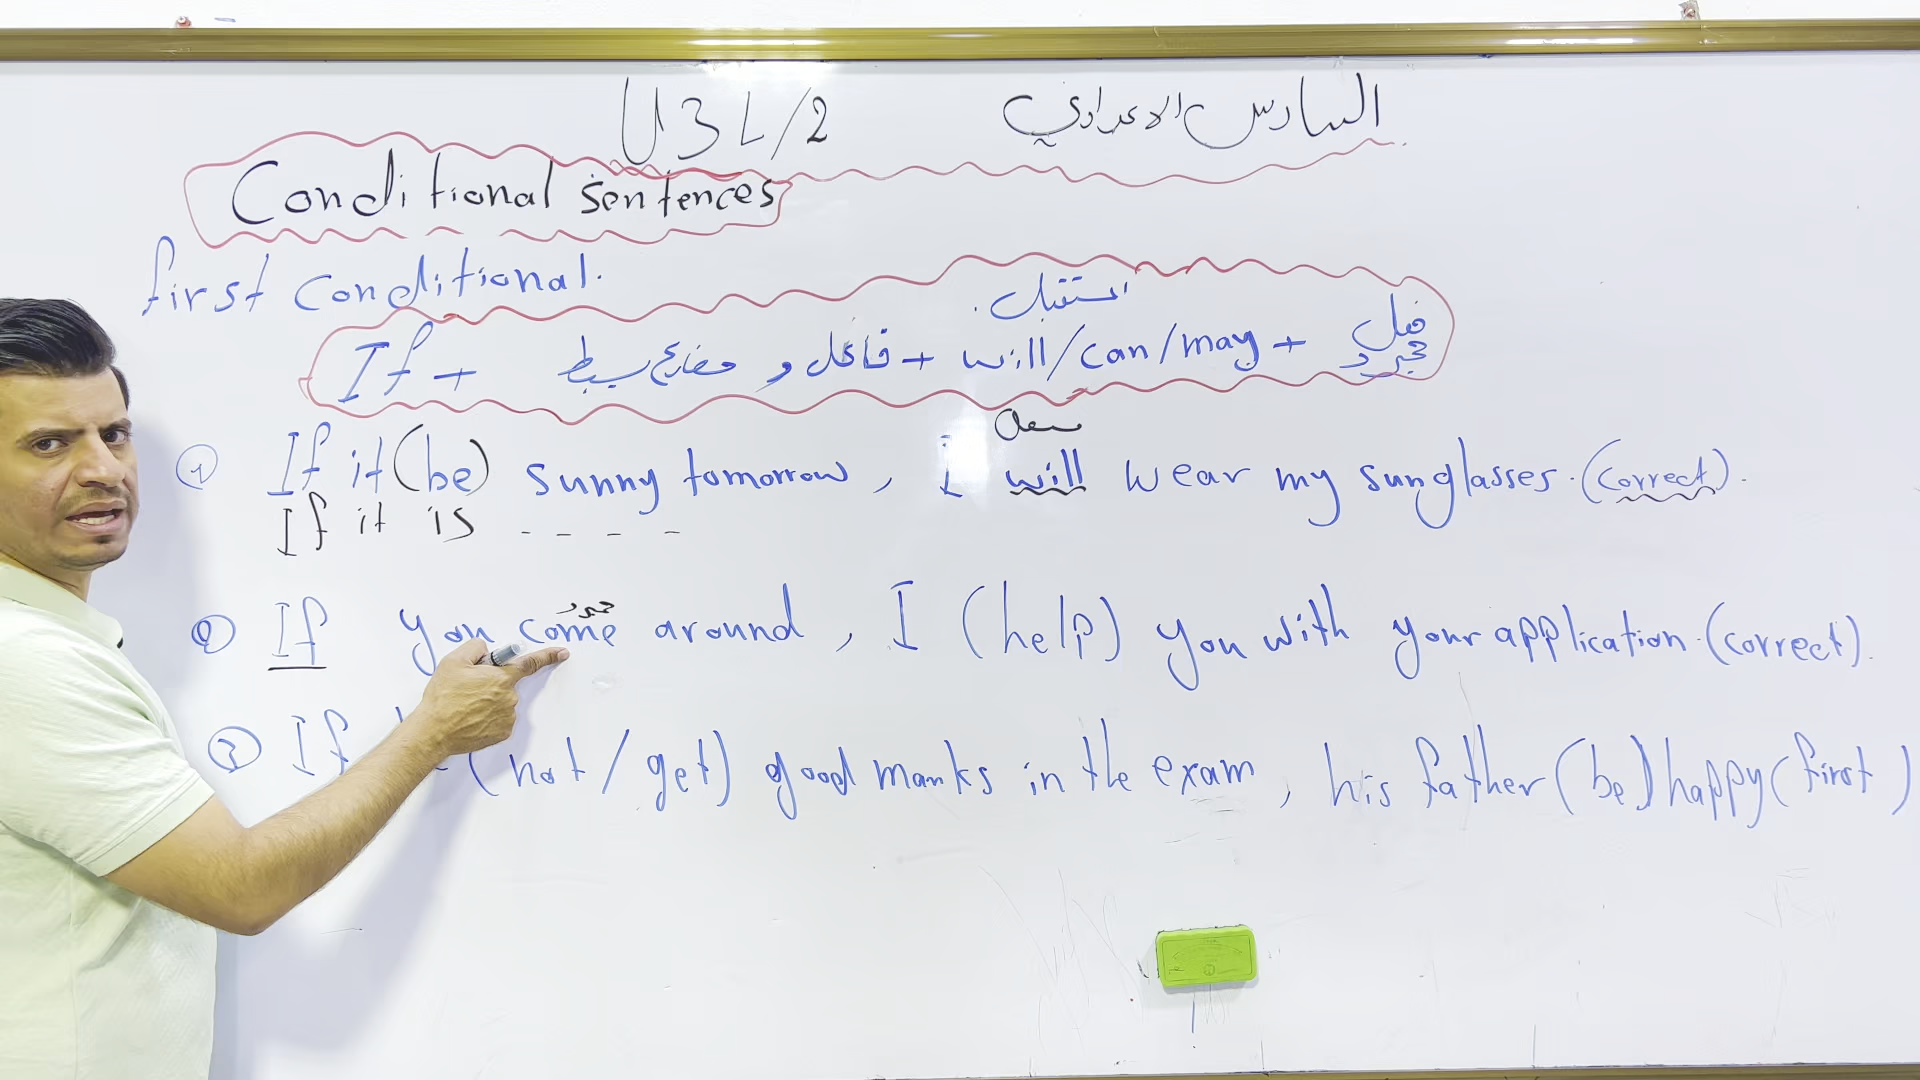 U3 L/2 السادس الاعدادي
Conditional sentences
first conditional.
مستقبل
If + فاعل و مضارع بسيط + will/can/may + فعل مجرد
① If it (be) sunny tomorrow, I will wear my sunglasses. (correct).
If it is - - - -
② If you come around, I (help) you with your application. (correct).
مجرد
③ If (not/get) good marks in the exam, his father (be) happy (first)